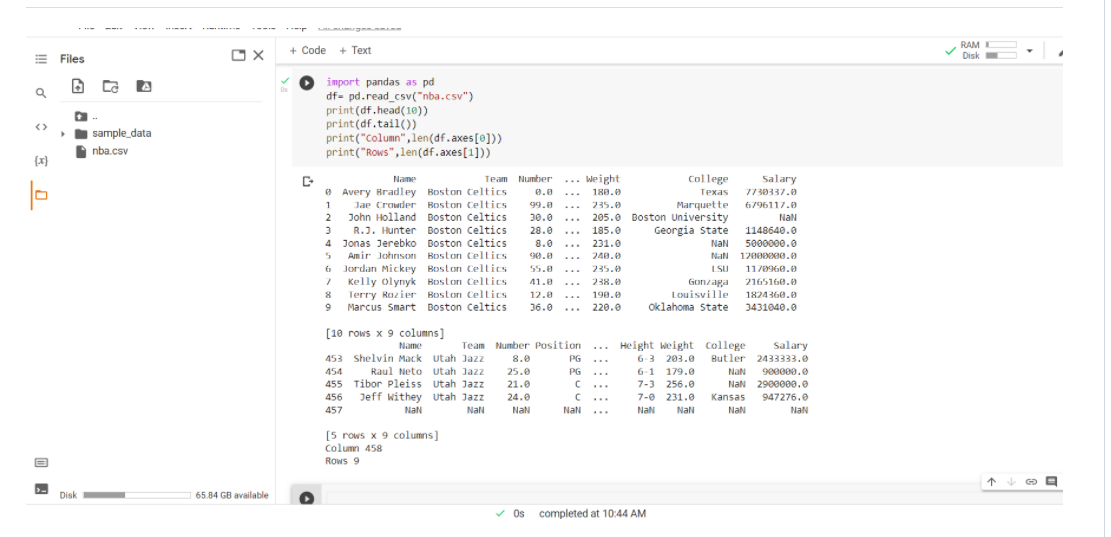 Files
+ Code + Text
RAM
Disk
..
sample_data
nba.csv
<>
{x}
0s
import pandas as pd
df= pd.read_csv("nba.csv")
print(df.head(10))
print(df.tail())
print("Column",len(df.axes[0]))
print("Rows",len(df.axes[1]))
Name Team Number ... Weight College Salary
0 Avery Bradley Boston Celtics 0.0 ... 180.0 Texas 7730337.0
1 Jae Crowder Boston Celtics 99.0 ... 235.0 Marquette 6796117.0
2 John Holland Boston Celtics 30.0 ... 205.0 Boston University NaN
3 R.J. Hunter Boston Celtics 28.0 ... 185.0 Georgia State 1148640.0
4 Jonas Jerebko Boston Celtics 8.0 ... 231.0 NaN 5000000.0
5 Amir Johnson Boston Celtics 90.0 ... 240.0 NaN 12000000.0
6 Jordan Mickey Boston Celtics 55.0 ... 235.0 LSU 1170960.0
7 Kelly Olynyk Boston Celtics 41.0 ... 238.0 Gonzaga 2165160.0
8 Terry Rozier Boston Celtics 12.0 ... 190.0 Louisville 1824360.0
9 Marcus Smart Boston Celtics 36.0 ... 220.0 Oklahoma State 3431040.0
[10 rows x 9 columns]
Name Team Number Position ... Height Weight College Salary
453 Shelvin Mack Utah Jazz 8.0 PG ... 6-3 203.0 Butler 2433333.0
454 Raul Neto Utah Jazz 25.0 PG ... 6-1 179.0 NaN 900000.0
455 Tibor Pleiss Utah Jazz 21.0 C ... 7-3 256.0 NaN 2900000.0
456 Jeff Withey Utah Jazz 24.0 C ... 7-0 231.0 Kansas 947276.0
457 NaN NaN NaN NaN ... NaN NaN NaN NaN
[5 rows x 9 columns]
Column 458
Rows 9
Disk 65.84 GB available
0s completed at 10:44 AM